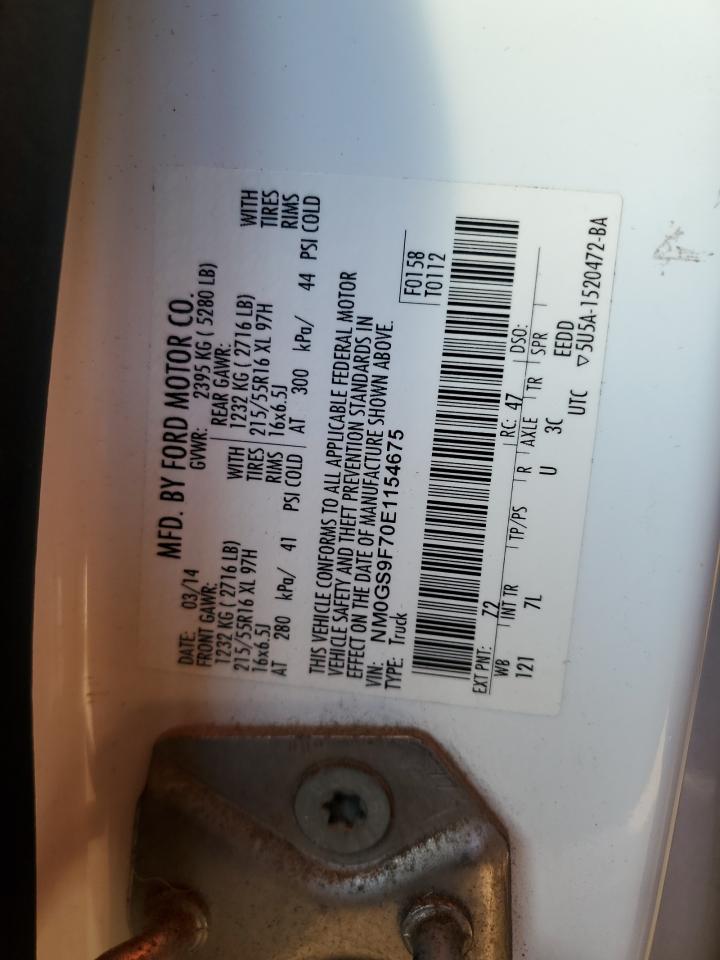 MFD. BY FORD MOTOR CO.
DATE: 03/14 GVWR: 2395 KG ( 5280 LB)
FRONT GAWR: REAR GAWR:
1232 KG ( 2716 LB) WITH 1232 KG ( 2716 LB) WITH
215/55R16 XL 97H TIRES 215/55R16 XL 97H TIRES
16x6.5J RIMS 16x6.5J RIMS
AT 280 kPa/ 41 PSI COLD AT 300 kPa/ 44 PSI COLD
THIS VEHICLE CONFORMS TO ALL APPLICABLE FEDERAL MOTOR
VEHICLE SAFETY AND THEFT PREVENTION STANDARDS IN
EFFECT ON THE DATE OF MANUFACTURE SHOWN ABOVE.
VIN: NM0GS9F70E1154675
TYPE: Truck
F0158
T0112
EXT PNT: Z2 RC: 47 DSO:
WB INT TR TP/PS R AXLE TR SPR
121 7L U 3C EEDD
UTC ▽5U5A-1520472-BA